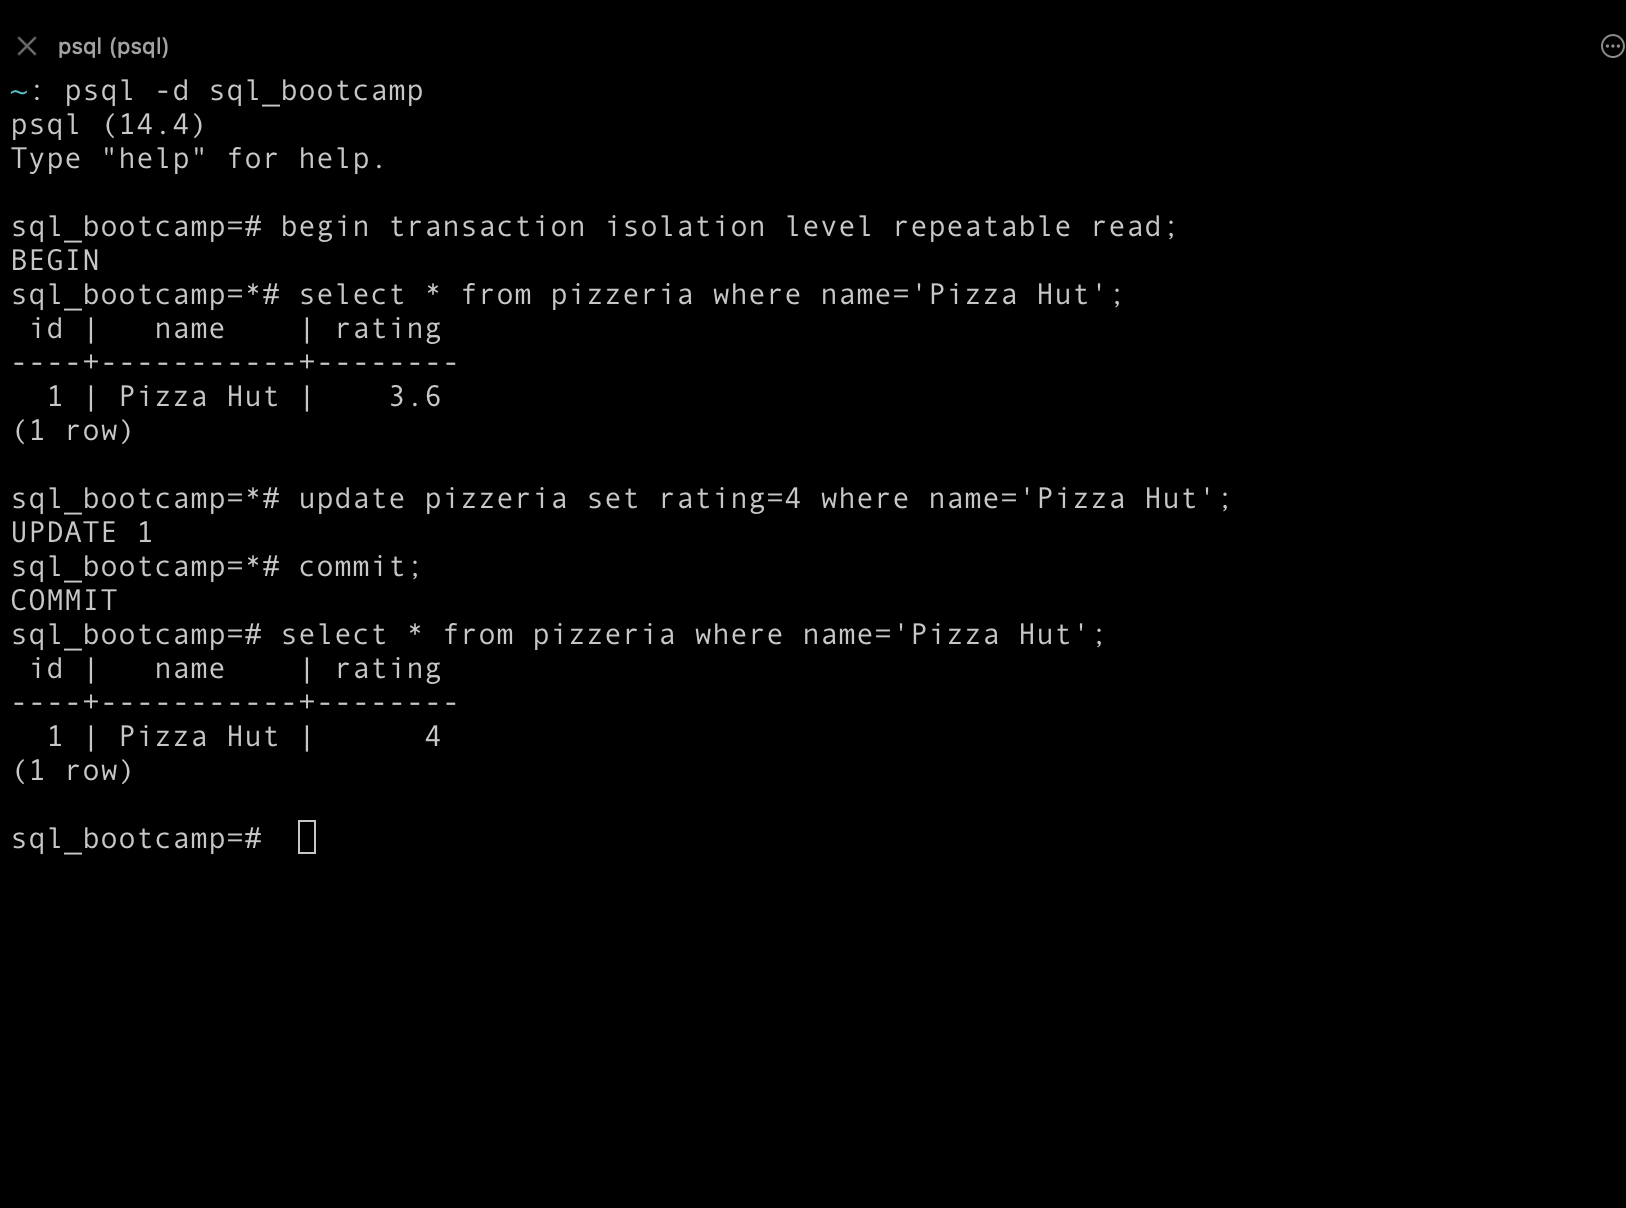 psql (psql)
~: psql -d sql_bootcamp
psql (14.4)
Type "help" for help.
sql_bootcamp=# begin transaction isolation level repeatable read;
BEGIN
sql_bootcamp=*# select * from pizzeria where name='Pizza Hut';
 id |   name    | rating
----+-----------+--------
  1 | Pizza Hut |    3.6
(1 row)
sql_bootcamp=*# update pizzeria set rating=4 where name='Pizza Hut';
UPDATE 1
sql_bootcamp=*# commit;
COMMIT
sql_bootcamp=# select * from pizzeria where name='Pizza Hut';
 id |   name    | rating
----+-----------+--------
  1 | Pizza Hut |      4
(1 row)
sql_bootcamp=#